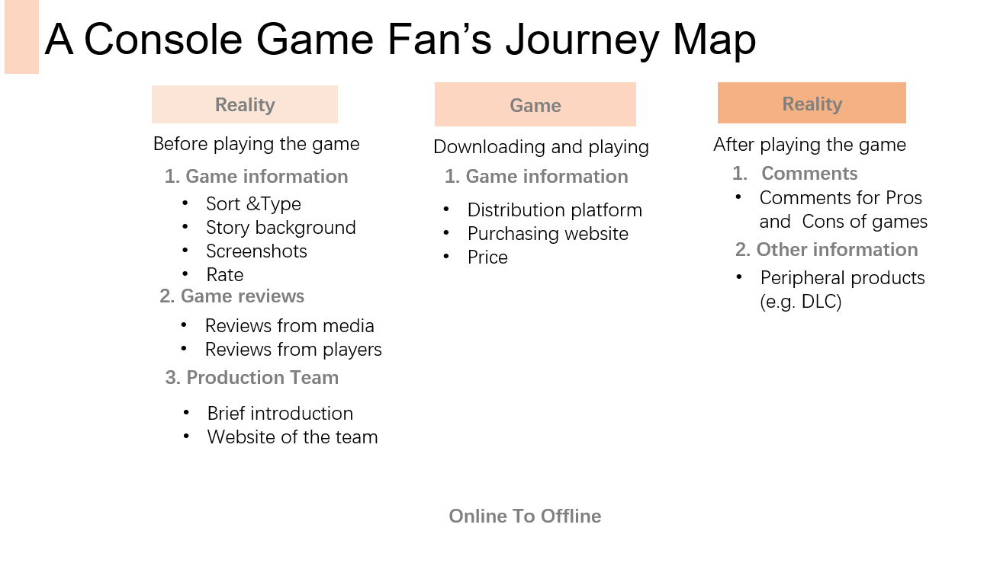 A Console Game Fan’s Journey Map
Reality
Before playing the game
1. Game information
• Sort &Type
• Story background
• Screenshots
• Rate
2. Game reviews
• Reviews from media
• Reviews from players
3. Production Team
• Brief introduction
• Website of the team
Game
Downloading and playing
1. Game information
• Distribution platform
• Purchasing website
• Price
Reality
After playing the game
1. Comments
• Comments for Pros
and Cons of games
2. Other information
• Peripheral products
(e.g. DLC)
Online To Offline